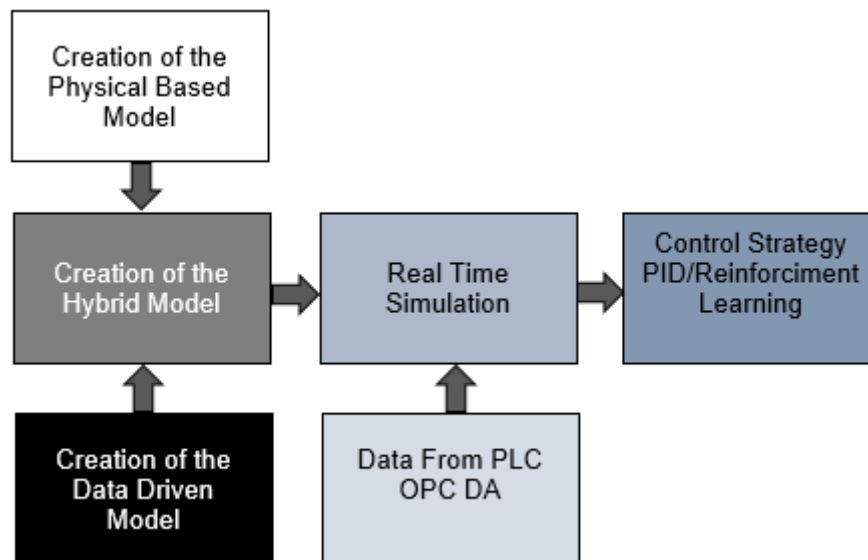 Creation of the
Physical Based
Model
Creation of the
Hybrid Model
Real Time
Simulation
Control Strategy
PID/Reinforciment
Learning
Creation of the
Data Driven
Model
Data From PLC
OPC DA